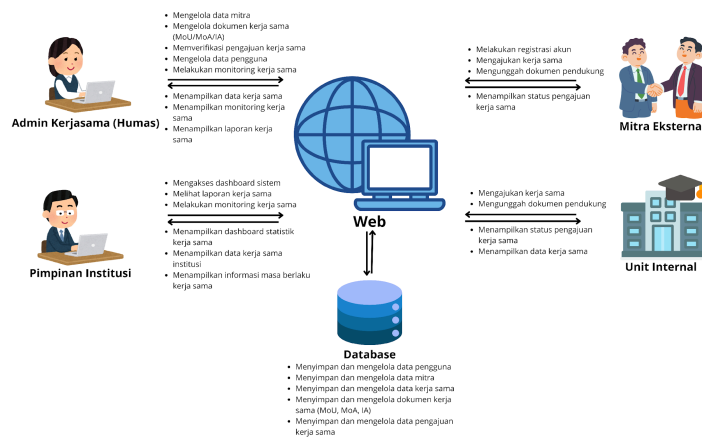 • Mengelola data mitra
• Mengelola dokumen kerja sama
(MoU/MoA/IA)
• Memverifikasi pengajuan kerja sama
• Mengelola data pengguna
• Melakukan monitoring kerja sama
• Menampilkan data kerja sama
• Menampilkan monitoring kerja
sama
• Menampilkan laporan kerja
sama
Admin Kerjasama (Humas)
• Melakukan registrasi akun
• Mengajukan kerja sama
• Mengunggah dokumen pendukung
• Menampilkan status pengajuan
kerja sama
Mitra Eksterna
• Mengakses dashboard sistem
• Melihat laporan kerja sama
• Melakukan monitoring kerja sama
• Menampilkan dashboard statistik
kerja sama
• Menampilkan data kerja sama
institusi
• Menampilkan informasi masa berlaku
kerja sama
Pimpinan Institusi
Web
• Mengajukan kerja sama
• Mengunggah dokumen pendukung
• Menampilkan status pengajuan
kerja sama
• Menampilkan data kerja sama
Unit Internal
Database
• Menyimpan dan mengelola data pengguna
• Menyimpan dan mengelola data mitra
• Menyimpan dan mengelola data kerja sama
• Menyimpan dan mengelola dokumen kerja
sama (MoU, MoA, IA)
• Menyimpan dan mengelola data pengajuan
kerja sama